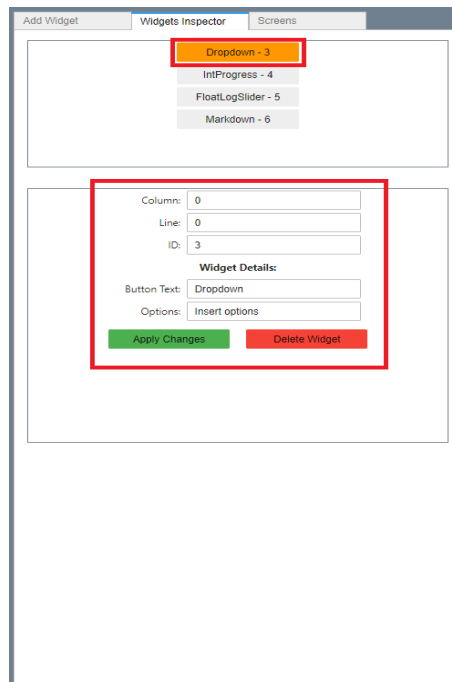 Add Widget Widgets Inspector Screens
Dropdown - 3
IntProgress - 4
FloatLogSlider - 5
Markdown - 6
Column: 0
Line: 0
ID: 3
Widget Details:
Button Text: Dropdown
Options: Insert options
Apply Changes Delete Widget